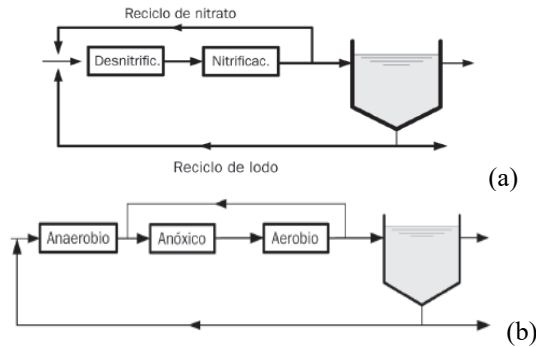 Reciclo de nitrato
Desnitrific.
Nitrificac.
Reciclo de lodo
(a)
Anaerobio
Anóxico
Aerobio
(b)